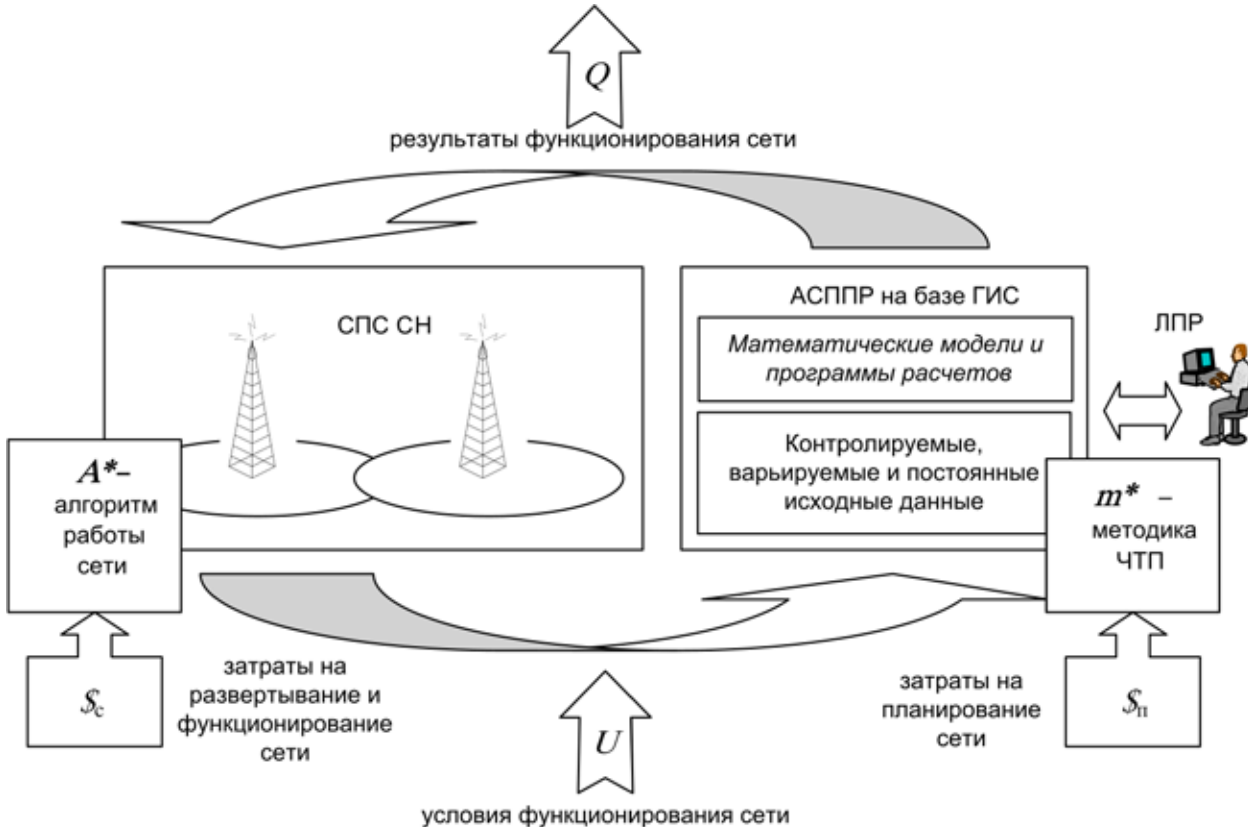 Q
результаты функционирования сети
СПС СН
АСППР на базе ГИС
Математические модели и
программы расчетов
Контролируемые,
варьируемые и постоянные
исходные данные
ЛПР
A*–
алгоритм
работы
сети
m* –
методика
ЧТП
$с
затраты на
развертывание и
функционирование
сети
U
условия функционирования сети
затраты на
планирование
сети
$п